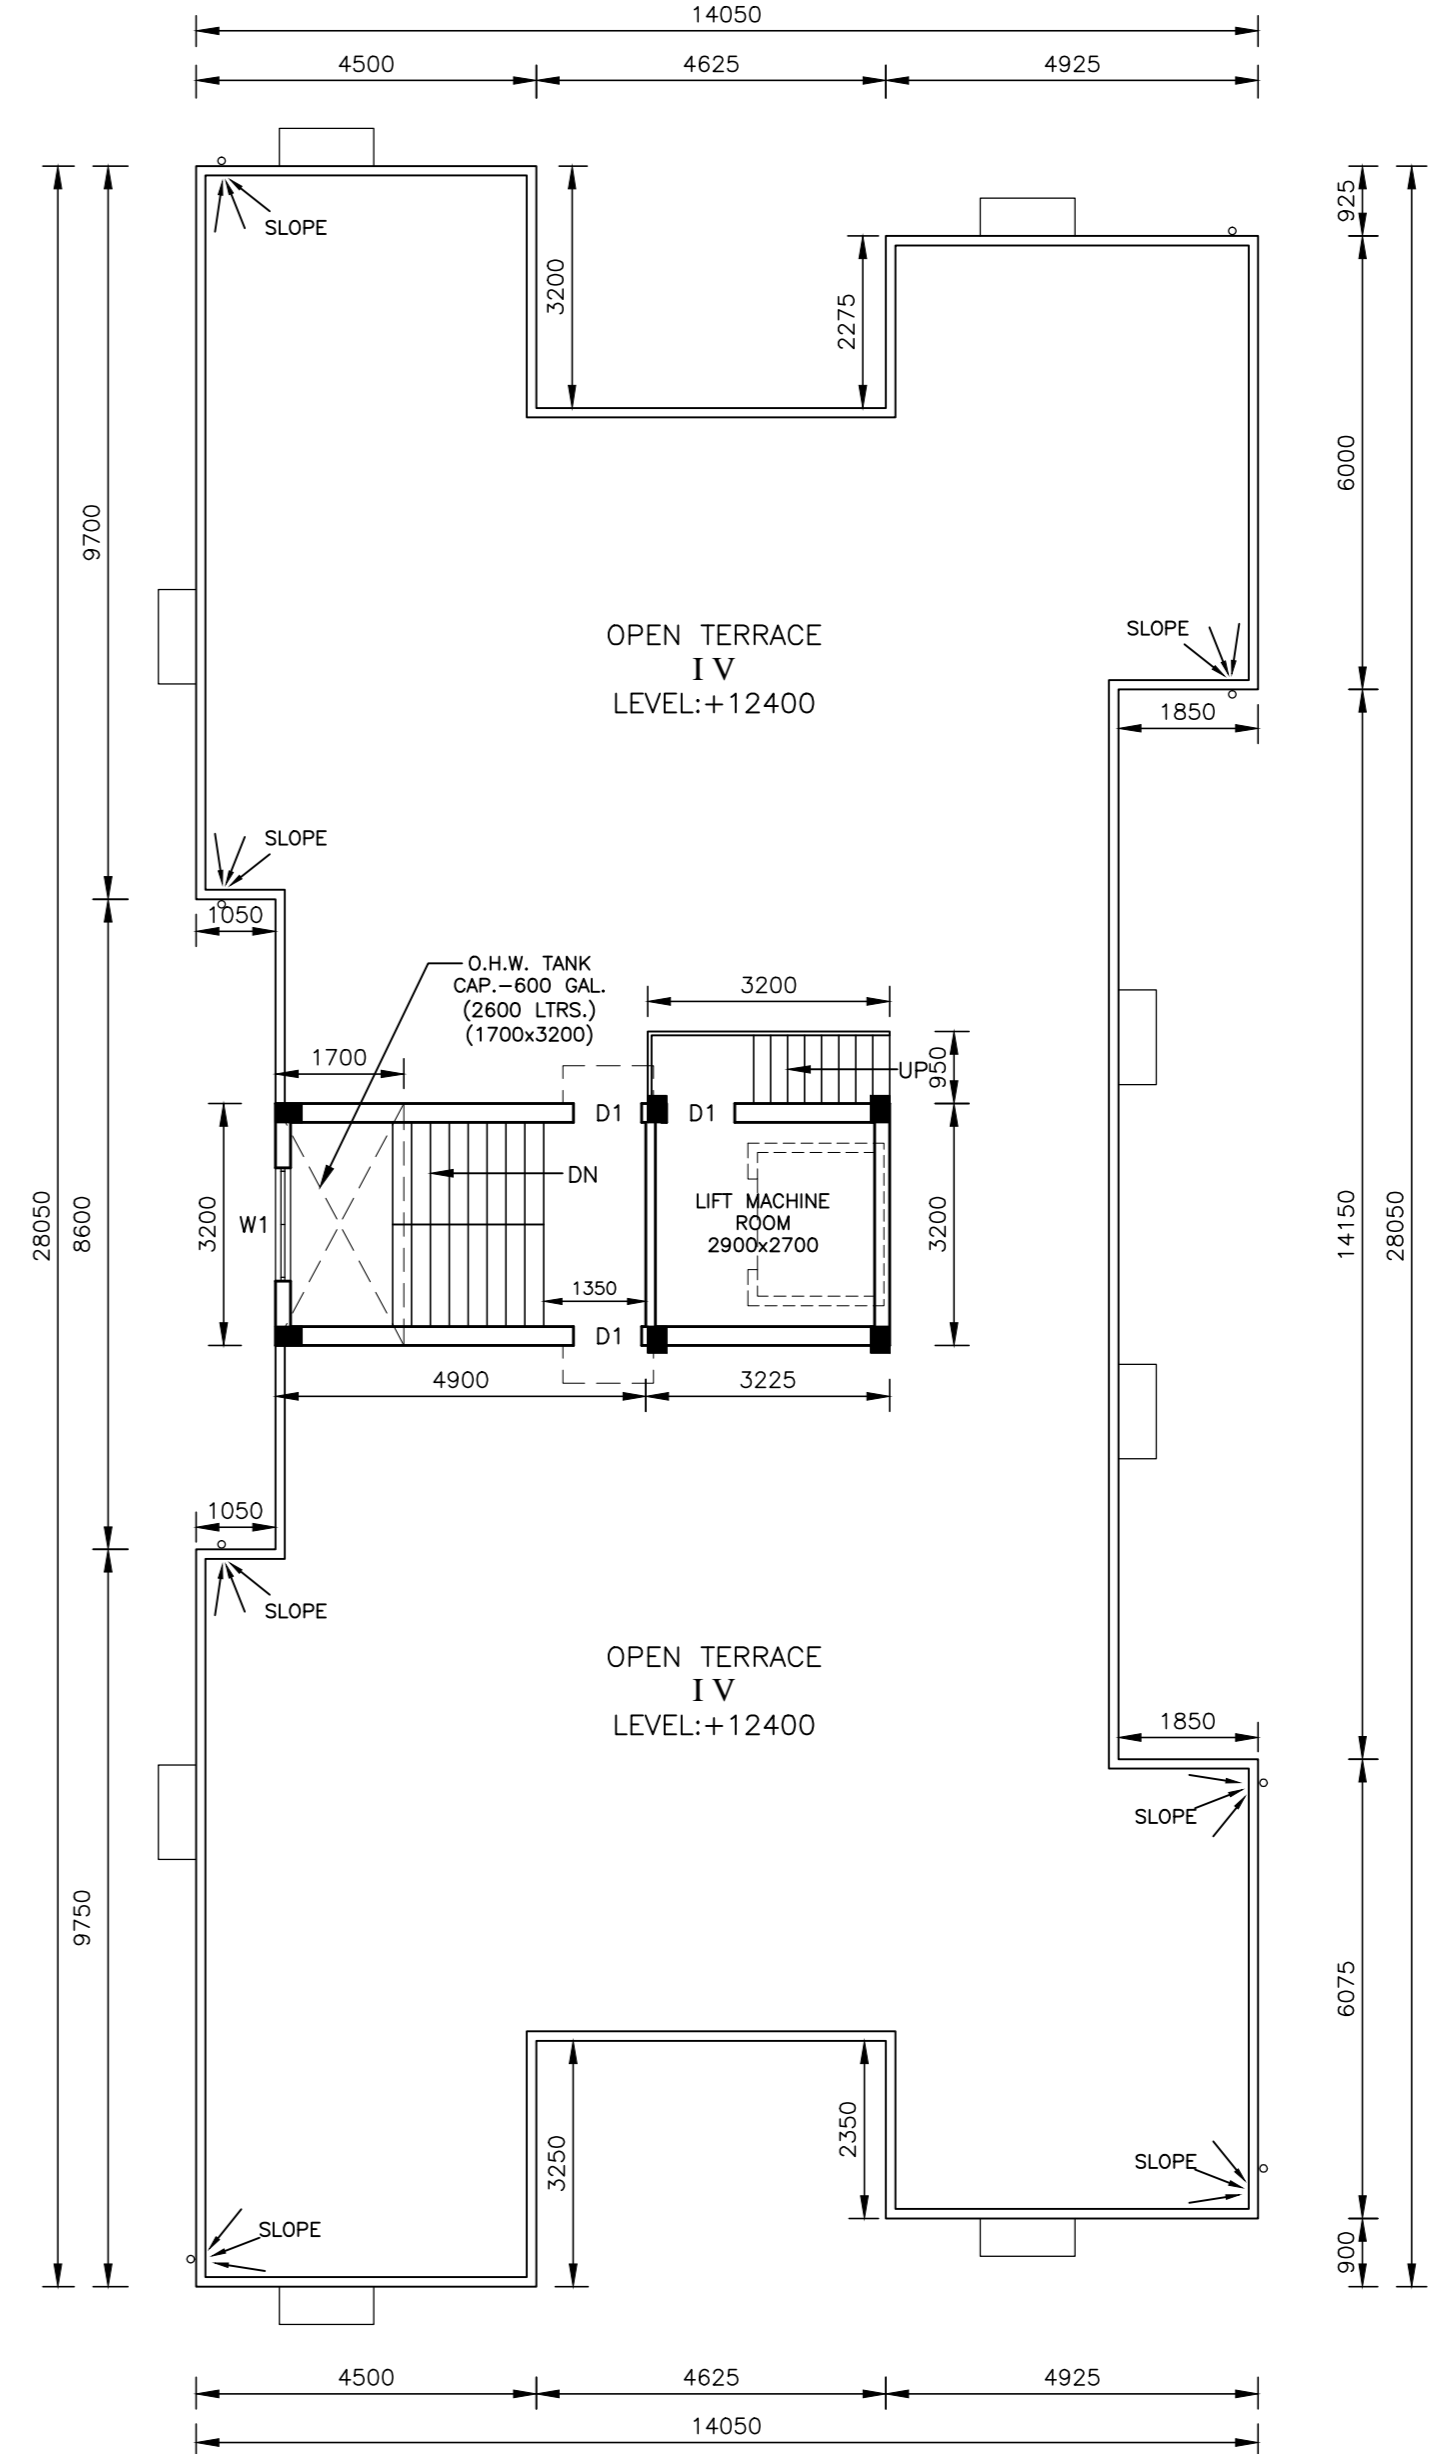 14050
4500
4625
4925
SLOPE
3200
2275
925
6000
9700
OPEN TERRACE
I V
LEVEL:+12400
SLOPE
1850
SLOPE
1050
O.H.W. TANK
CAP.-600 GAL.
(2600 LTRS.)
(1700x3200)
3200
1700
UP
950
D1
D1
DN
28050
8600
3200
W1
LIFT MACHINE
ROOM
2900x2700
3200
14150
28050
1350
D1
4900
3225
1050
SLOPE
OPEN TERRACE
I V
LEVEL:+12400
1850
SLOPE
9750
6075
3250
2350
SLOPE
SLOPE
900
4500
4625
4925
14050